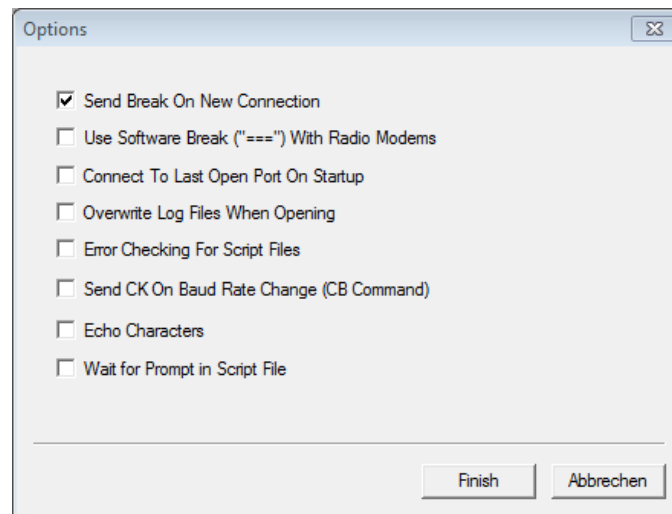 Options
Send Break On New Connection
Use Software Break ("===") With Radio Modems
Connect To Last Open Port On Startup
Overwrite Log Files When Opening
Error Checking For Script Files
Send CK On Baud Rate Change (CB Command)
Echo Characters
Wait for Prompt in Script File
Finish Abbrechen